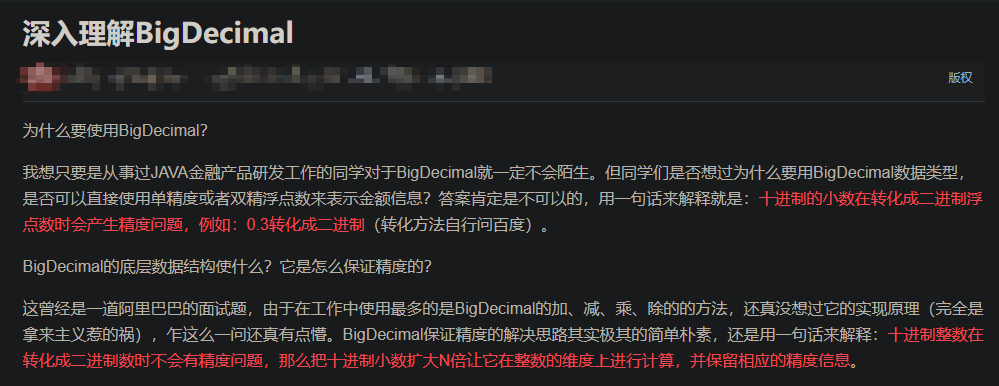 深入理解BigDecimal
版权
为什么要使用BigDecimal？
我想只要是从事过JAVA金融产品研发工作的同学对于BigDecimal就一定不会陌生。但同学们是否想过为什么要用BigDecimal数据类型，
是否可以直接使用单精度或者双精浮点数来表示金额信息？答案肯定是不可以的，用一句话来解释就是：十进制的小数在转化成二进制浮
点数时会产生精度问题，例如：0.3转化成二进制（转化方法自行问百度）。
BigDecimal的底层数据结构使什么？它是怎么保证精度的？
这曾经是一道阿里巴巴的面试题，由于在工作中使用最多的是BigDecimal的加、减、乘、除的的方法，还真没想过它的实现原理（完全是
拿来主义惹的祸），乍这么一问还真有点懵。BigDecimal保证精度的解决思路其实极其的简单朴素，还是用一句话来解释：十进制整数在
转化成二进制数时不会有精度问题，那么把十进制小数扩大N倍让它在整数的维度上进行计算，并保留相应的精度信息。